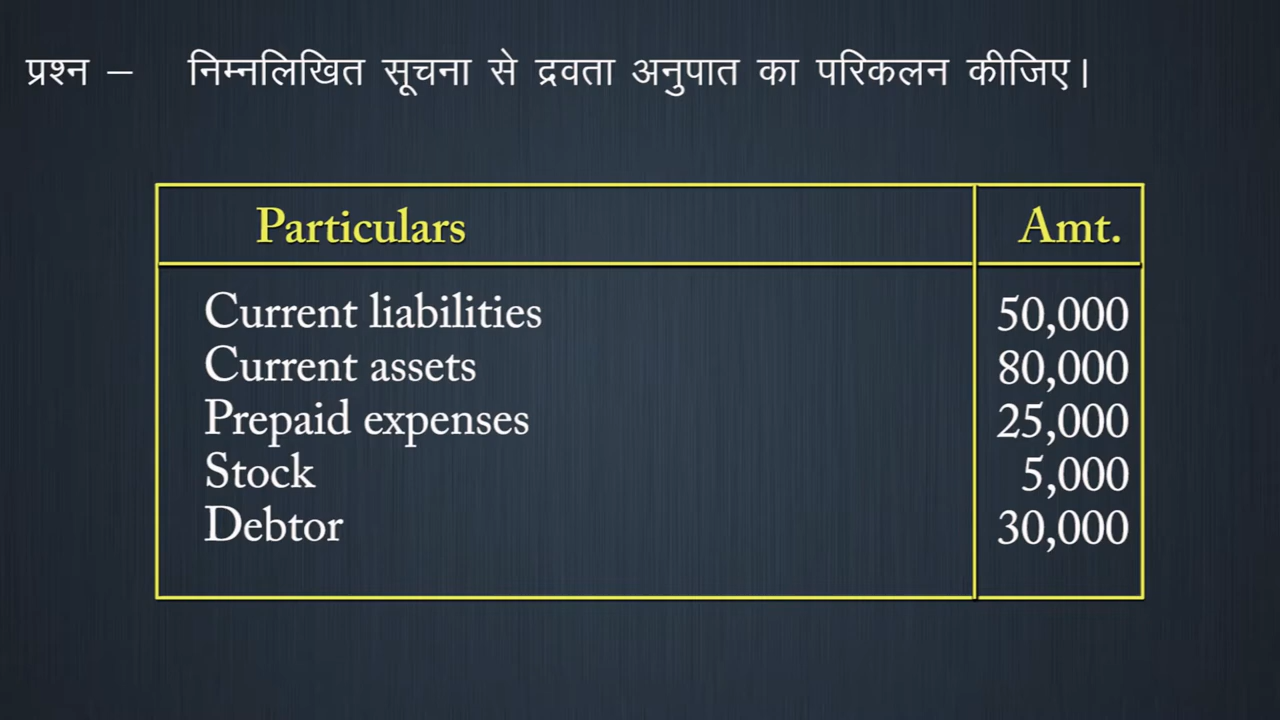 प्रश्न – निम्नलिखित सूचना से द्रवता अनुपात का परिकलन कीजिए।
Particulars Amt.
Current liabilities 50,000
Current assets 80,000
Prepaid expenses 25,000
Stock 5,000
Debtor 30,000